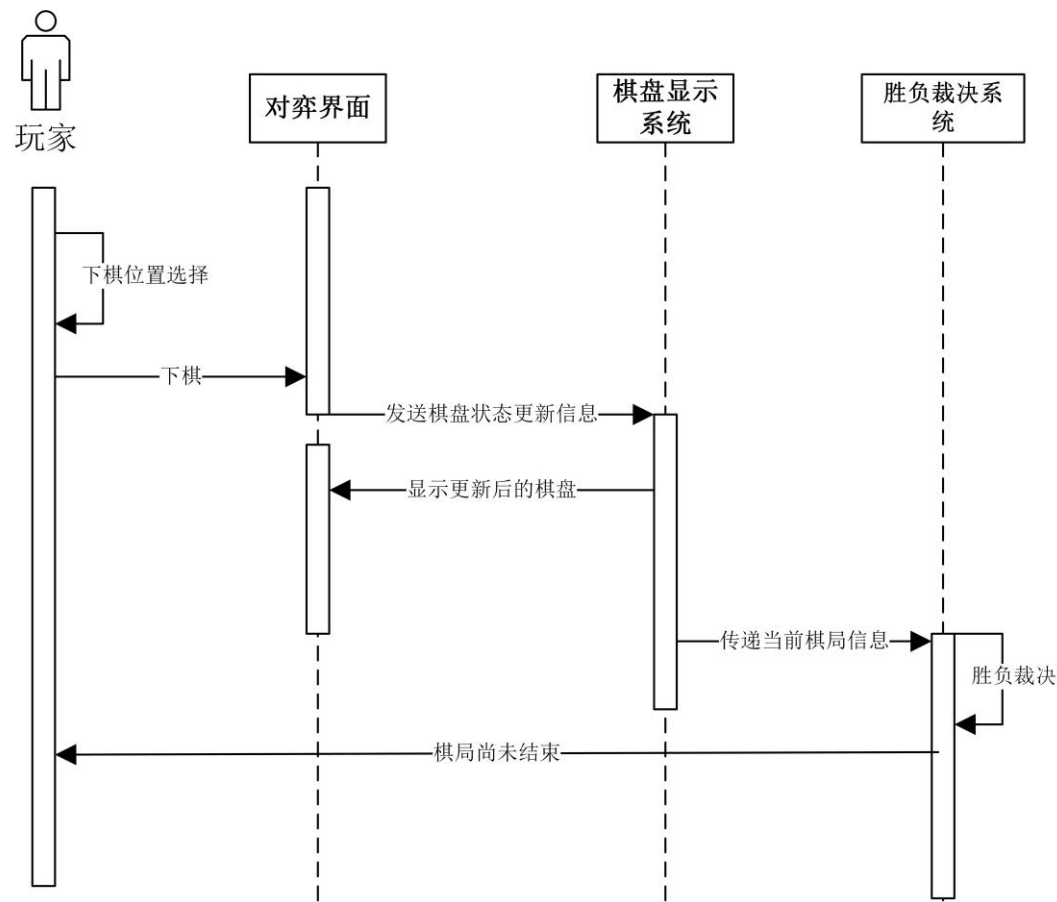 玩家
对弈界面
棋盘显示
系统
胜负裁决系
统
下棋位置选择
下棋
发送棋盘状态更新信息
显示更新后的棋盘
传递当前棋局信息
胜负裁决
棋局尚未结束